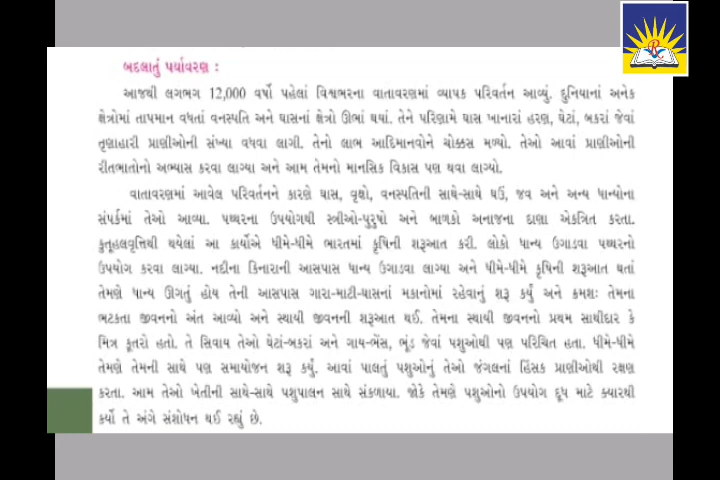 બદલાતું પર્યાવરણ :
આજથી લગભગ 12,000 વર્ષો પહેલાં વિશ્વભરના વાતાવરણમાં વ્યાપક પરિવર્તન આવ્યું. દુનિયાનાં અનેક
ક્ષેત્રોમાં તાપમાન વધતાં વનસ્પતિ અને ઘાસનાં ક્ષેત્રો ઊભાં થયાં. તેને પરિણામે ઘાસ ખાનારાં હરણ, ઘેટાં, બકરાં જેવાં
તૃણાહારી પ્રાણીઓની સંખ્યા વધવા લાગી. તેનો લાભ આદિમાનવોને ચોક્કસ મળ્યો. તેઓ આવાં પ્રાણીઓની
રીતભાતોનો અભ્યાસ કરવા લાગ્યા અને આમ તેમનો માનસિક વિકાસ પણ થવા લાગ્યો.
વાતાવરણમાં આવેલ પરિવર્તનને કારણે ઘાસ, વૃક્ષો, વનસ્પતિની સાથે-સાથે ઘઉં, જવ અને અન્ય ધાન્યોના
સંપર્કમાં તેઓ આવ્યા. પથ્થરના ઉપયોગથી સ્ત્રીઓ-પુરુષો અને બાળકો અનાજના દાણા એકત્રિત કરતા.
કુતૂહલવૃત્તિથી થયેલાં આ કાર્યોએ ધીમે-ધીમે ભારતમાં કૃષિની શરૂઆત કરી. લોકો ધાન્ય ઉગાડવા પથ્થરનો
ઉપયોગ કરવા લાગ્યા. નદીના કિનારાની આસપાસ ધાન્ય ઉગાડવા લાગ્યા અને ધીમે-ધીમે કૃષિની શરૂઆત થતાં
તેમણે ધાન્ય ઊગતું હોય તેની આસપાસ ગારા-માટી-ઘાસનાં મકાનોમાં રહેવાનું શરૂ કર્યું અને ક્રમશઃ તેમના
ભટકતા જીવનનો અંત આવ્યો અને સ્થાયી જીવનની શરૂઆત થઈ. તેમના સ્થાયી જીવનનો પ્રથમ સાથીદાર કે
મિત્ર કૂતરો હતો. તે સિવાય તેઓ ઘેટાં-બકરાં અને ગાય-ભેંસ, ભૂંડ જેવાં પશુઓથી પણ પરિચિત હતા. ધીમે-ધીમે
તેમણે તેમની સાથે પણ સમાયોજન શરૂ કર્યું. આવાં પાલતું પશુઓનું તેઓ જંગલનાં હિંસક પ્રાણીઓથી રક્ષણ
કરતા. આમ તેઓ ખેતીની સાથે-સાથે પશુપાલન સાથે સંકળાયા. જોકે તેમણે પશુઓનો ઉપયોગ દૂધ માટે ક્યારથી
કર્યો તે અંગે સંશોધન થઈ રહ્યું છે.